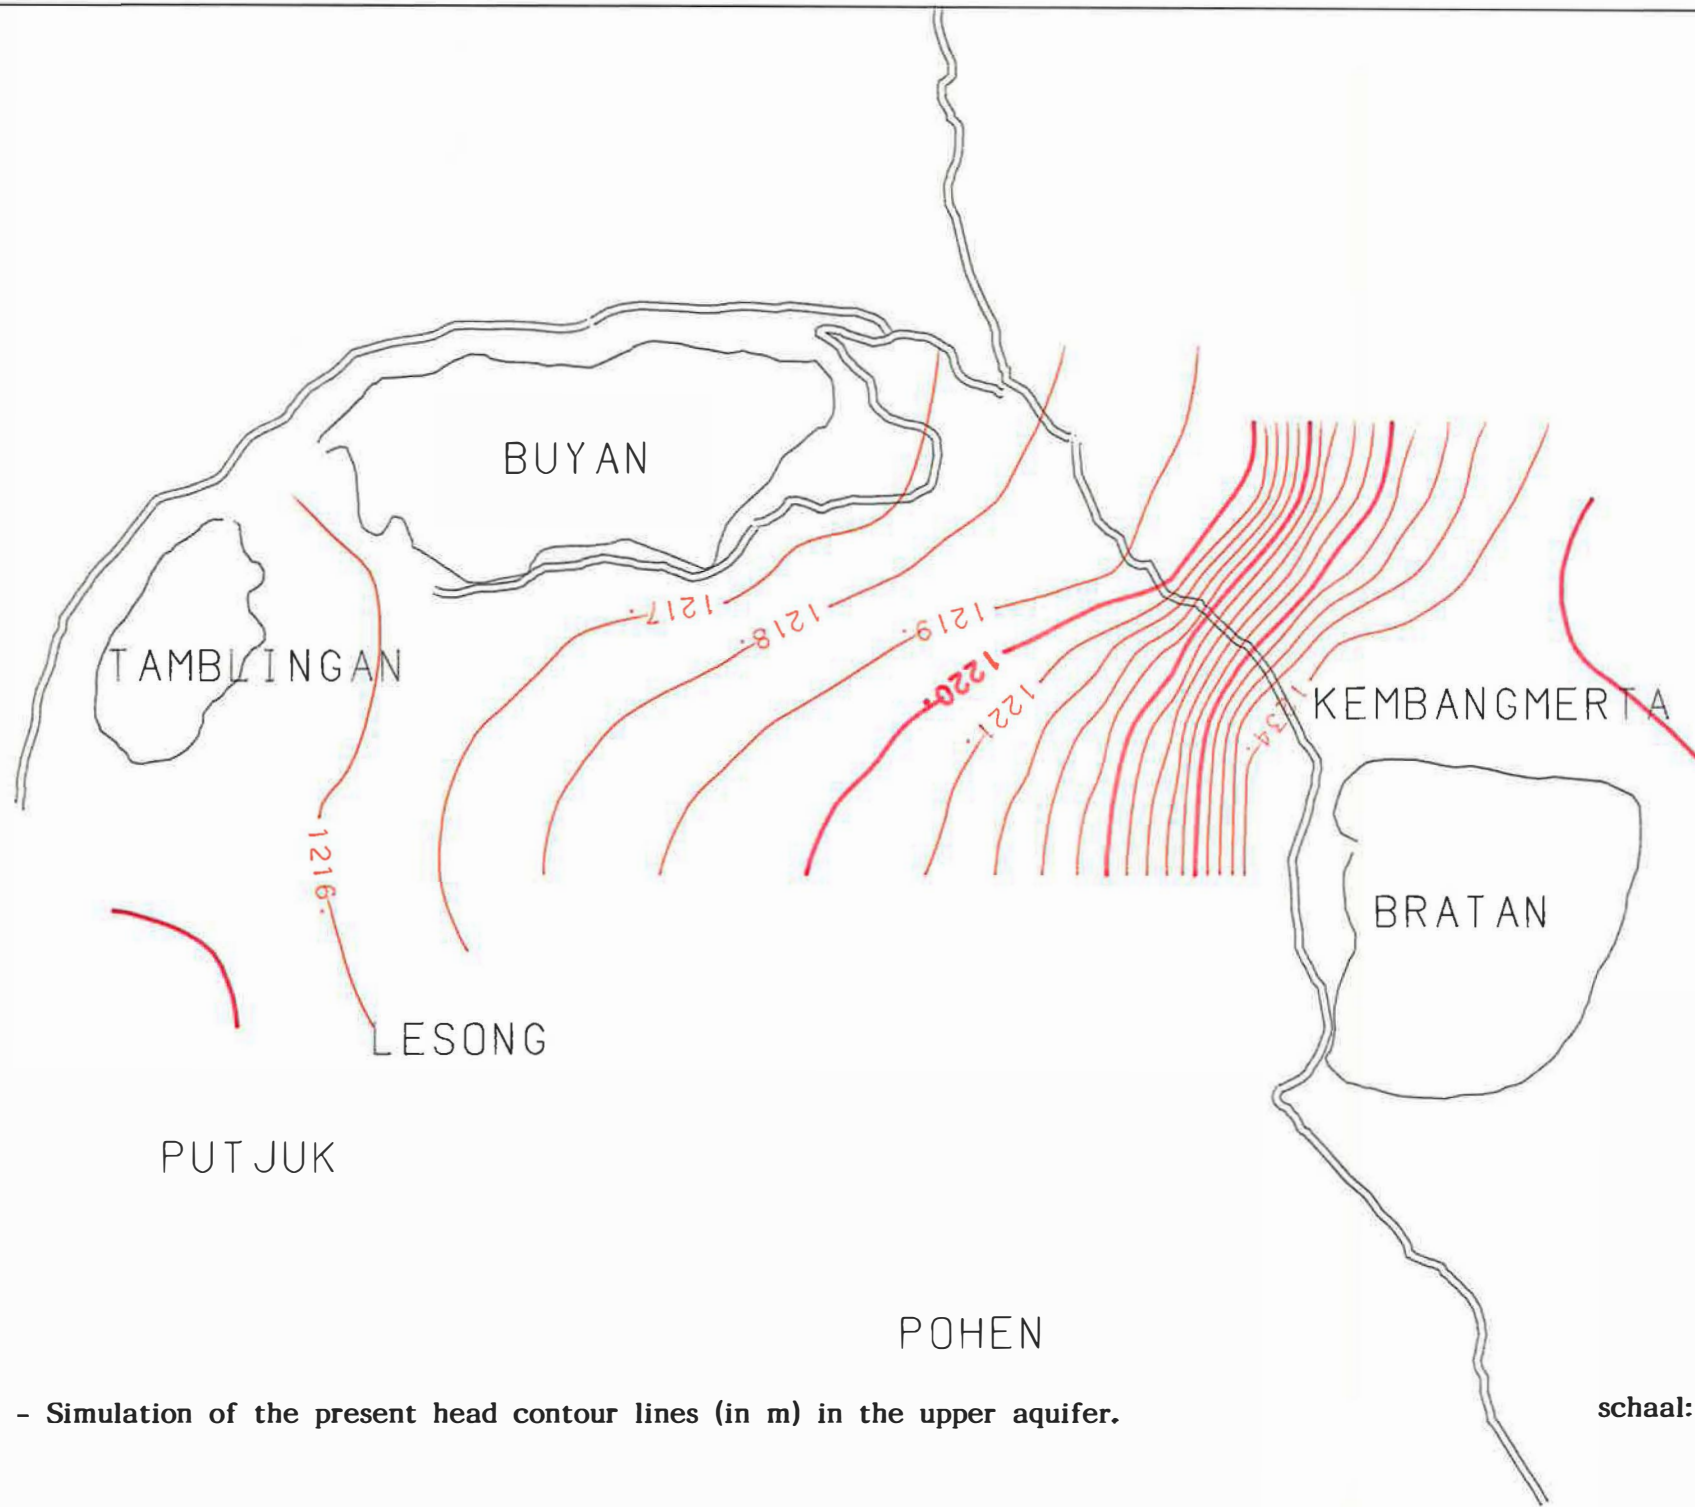 BUYAN
1217.
1218.
1219.
TAMBLINGAN
1220.
1221.
KEMBANGMERTA
1216.
BRATAN
LESONG
PUTJUK
POHEN
- Simulation of the present head contour lines (in m) in the upper aquifer.
schaal: